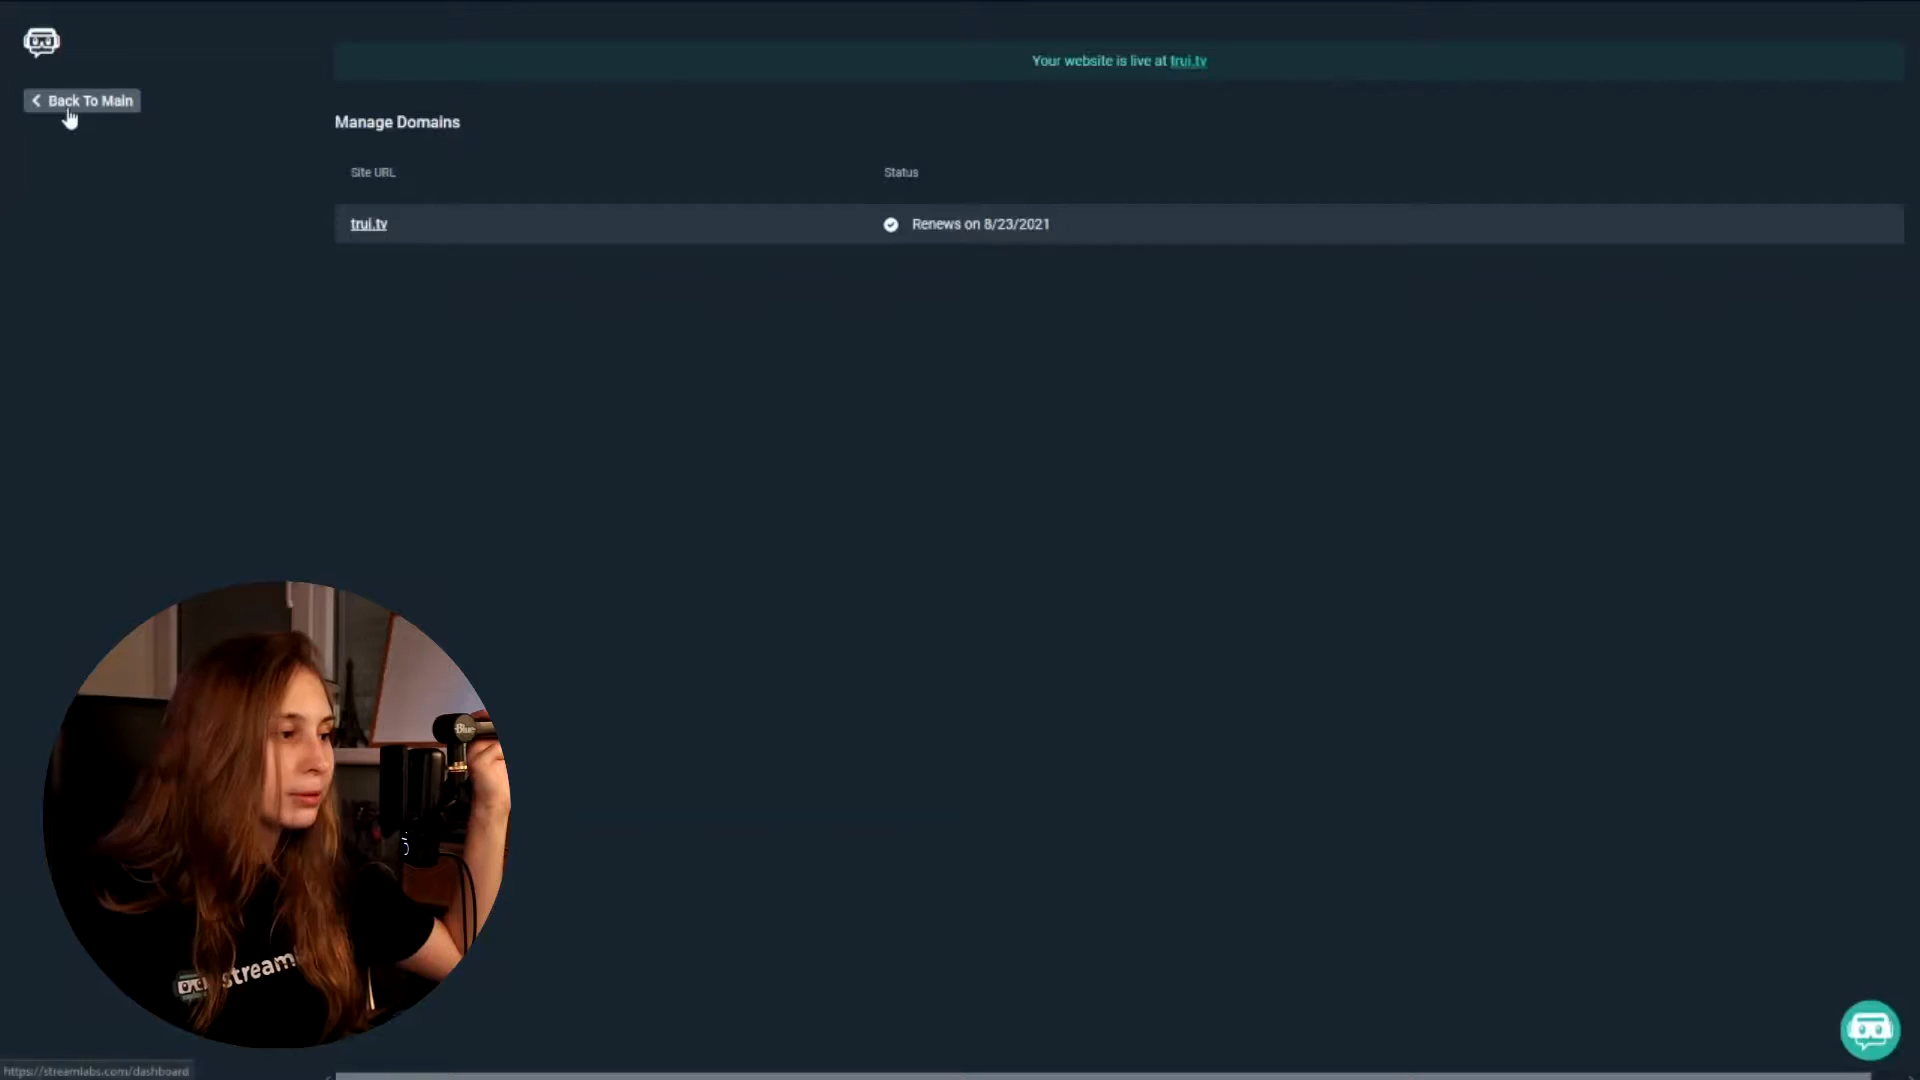 Your website is live at trui.tv
Back To Main
Manage Domains
Site URL
Status
trui.tv
Renews on 8/23/2021
Blue
stream
https://streamlabs.com/dashboard